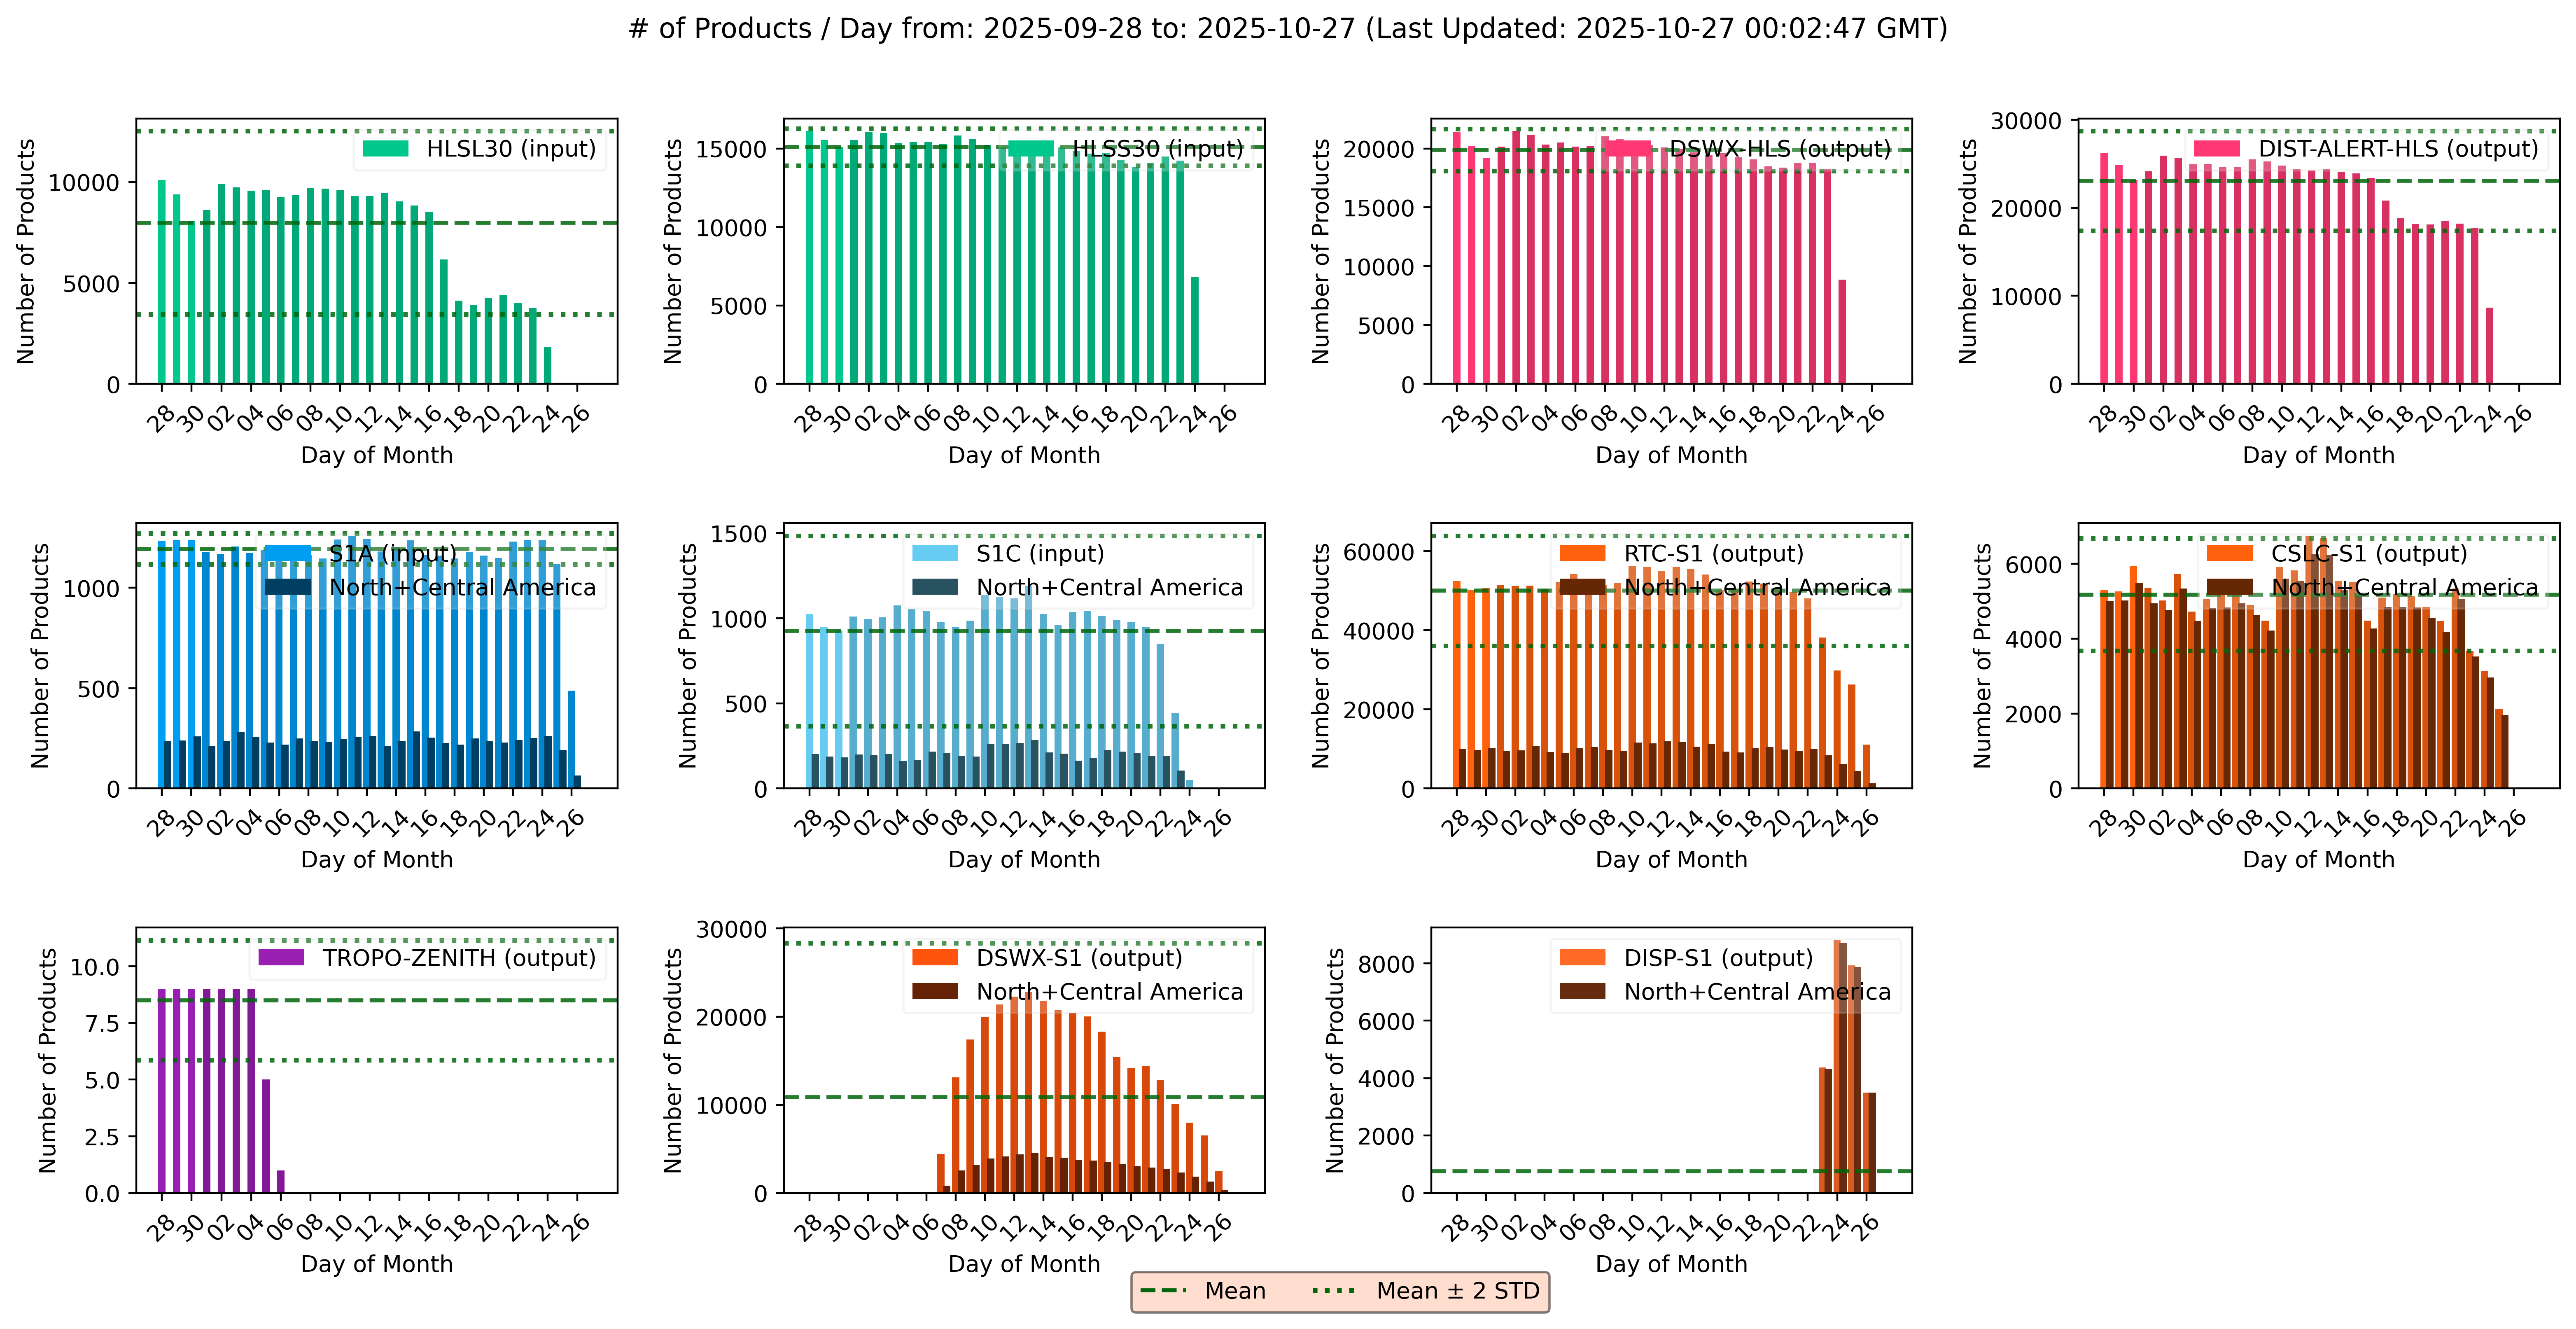 # of Products / Day from: 2025-09-28 to: 2025-10-27 (Last Updated: 2025-10-27 00:02:47 GMT)
Number of Products
10000
5000
0
HLSL30 (input)
28 30 02 04 06 08 10 12 14 16 18 20 22 24 26
Day of Month
Number of Products
15000
10000
5000
0
HLSS30 (input)
28 30 02 04 06 08 10 12 14 16 18 20 22 24 26
Day of Month
Number of Products
20000
15000
10000
5000
0
DSWX-HLS (output)
28 30 02 04 06 08 10 12 14 16 18 20 22 24 26
Day of Month
Number of Products
30000
20000
10000
0
DIST-ALERT-HLS (output)
28 30 02 04 06 08 10 12 14 16 18 20 22 24 26
Day of Month
Number of Products
1000
500
0
S1A (input)
North+Central America
28 30 02 04 06 08 10 12 14 16 18 20 22 24 26
Day of Month
Number of Products
1500
1000
500
0
S1C (input)
North+Central America
28 30 02 04 06 08 10 12 14 16 18 20 22 24 26
Day of Month
Number of Products
60000
40000
20000
0
RTC-S1 (output)
North+Central America
28 30 02 04 06 08 10 12 14 16 18 20 22 24 26
Day of Month
Number of Products
6000
4000
2000
0
CSLC-S1 (output)
North+Central America
28 30 02 04 06 08 10 12 14 16 18 20 22 24 26
Day of Month
Number of Products
10.0
7.5
5.0
2.5
0.0
TROPO-ZENITH (output)
28 30 02 04 06 08 10 12 14 16 18 20 22 24 26
Day of Month
Number of Products
30000
20000
10000
0
DSWX-S1 (output)
North+Central America
28 30 02 04 06 08 10 12 14 16 18 20 22 24 26
Day of Month
Number of Products
8000
6000
4000
2000
0
DISP-S1 (output)
North+Central America
28 30 02 04 06 08 10 12 14 16 18 20 22 24 26
Day of Month
Mean
Mean ± 2 STD